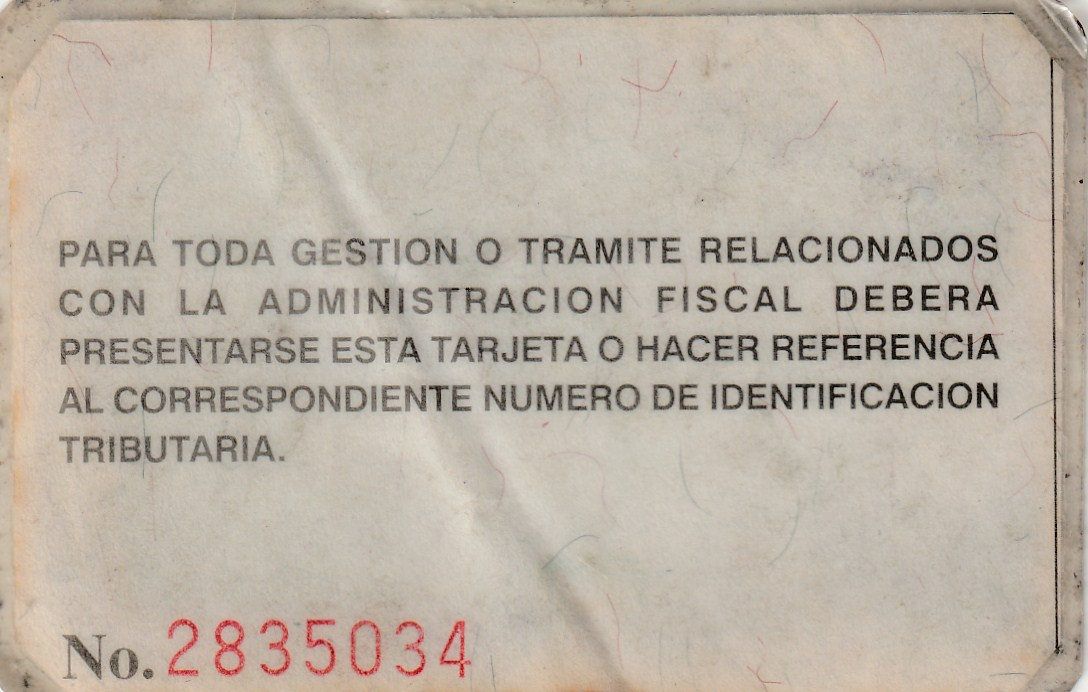 PARA TODA GESTION O TRAMITE RELACIONADOS
CON LA ADMINISTRACION FISCAL DEBERA
PRESENTARSE ESTA TARJETA O HACER REFERENCIA
AL CORRESPONDIENTE NUMERO DE IDENTIFICACION
TRIBUTARIA.
No. 2835034